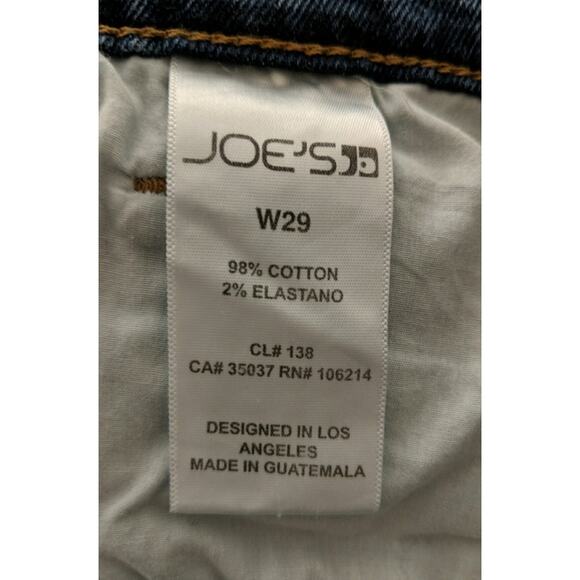 JOE'S
W29
98% COTTON
2% ELASTANO
CL# 138
CA# 35037 RN# 106214
DESIGNED IN LOS
ANGELES
MADE IN GUATEMALA